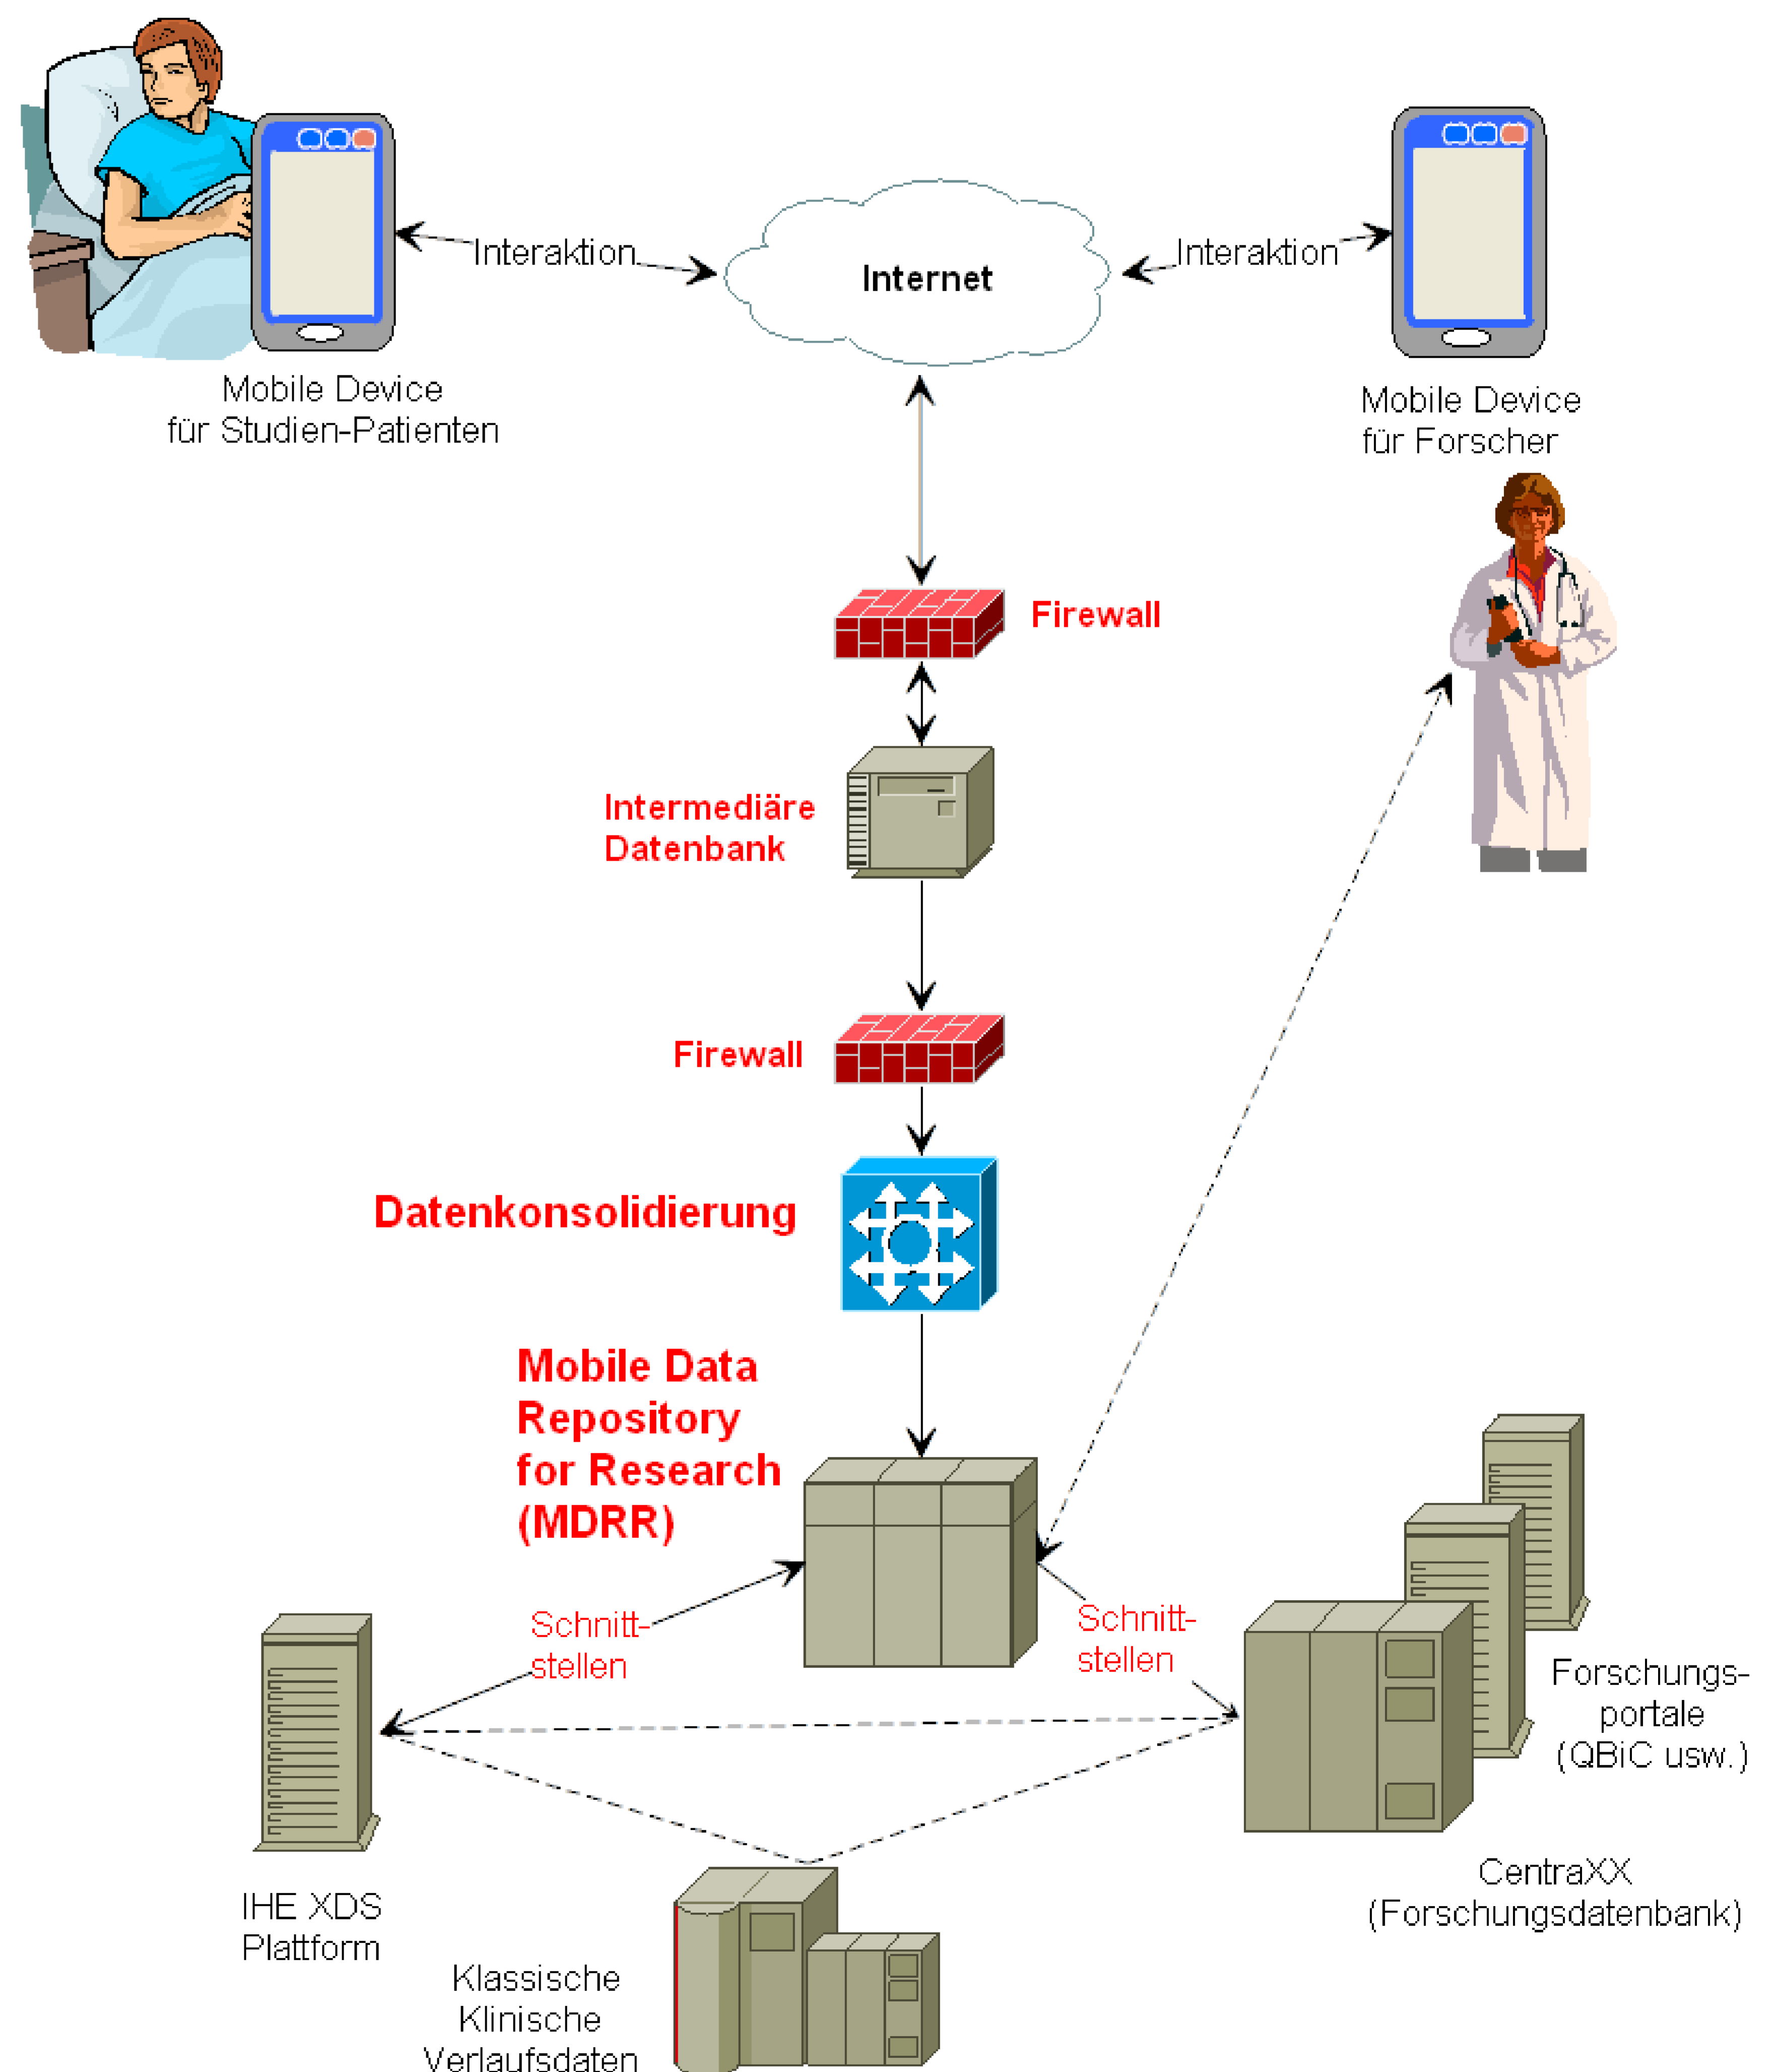 Interaktion
Internet
Interaktion
Mobile Device
für Studien-Patienten
Mobile Device
für Forscher
Firewall
Intermediäre
Datenbank
Firewall
Datenkonsolidierung
Mobile Data
Repository
for Research
(MDRR)
Schnitt-
stellen
Schnitt-
stellen
Forschungs-
portale
(QBiC usw.)
CentraXX
(Forschungsdatenbank)
IHE XDS
Plattform
Klassische
Klinische
Verlaufsdaten